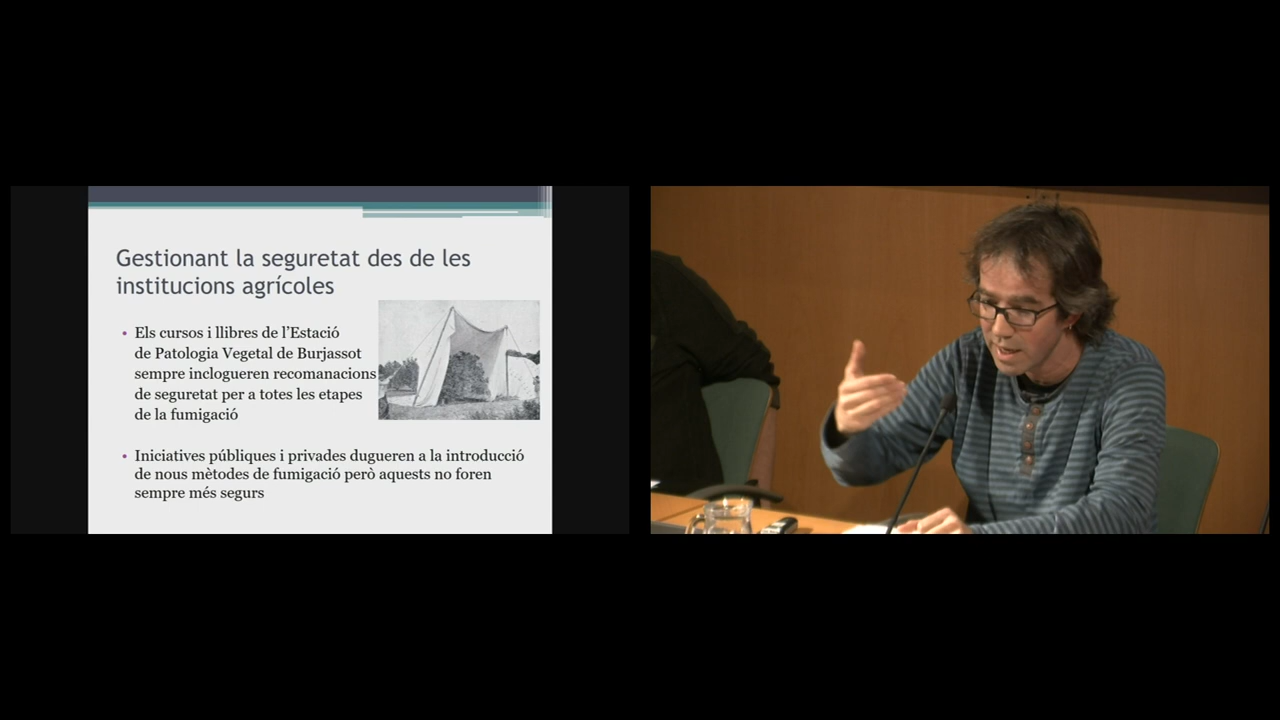 Gestionant la seguretat des de les
institucions agrícoles
• Els cursos i llibres de l'Estació
de Patologia Vegetal de Burjassot
sempre inclogueren recomanacions
de seguretat per a totes les etapes
de la fumigació
• Iniciatives públiques i privades dugueren a la introducció
de nous mètodes de fumigació però aquests no foren
sempre més segurs